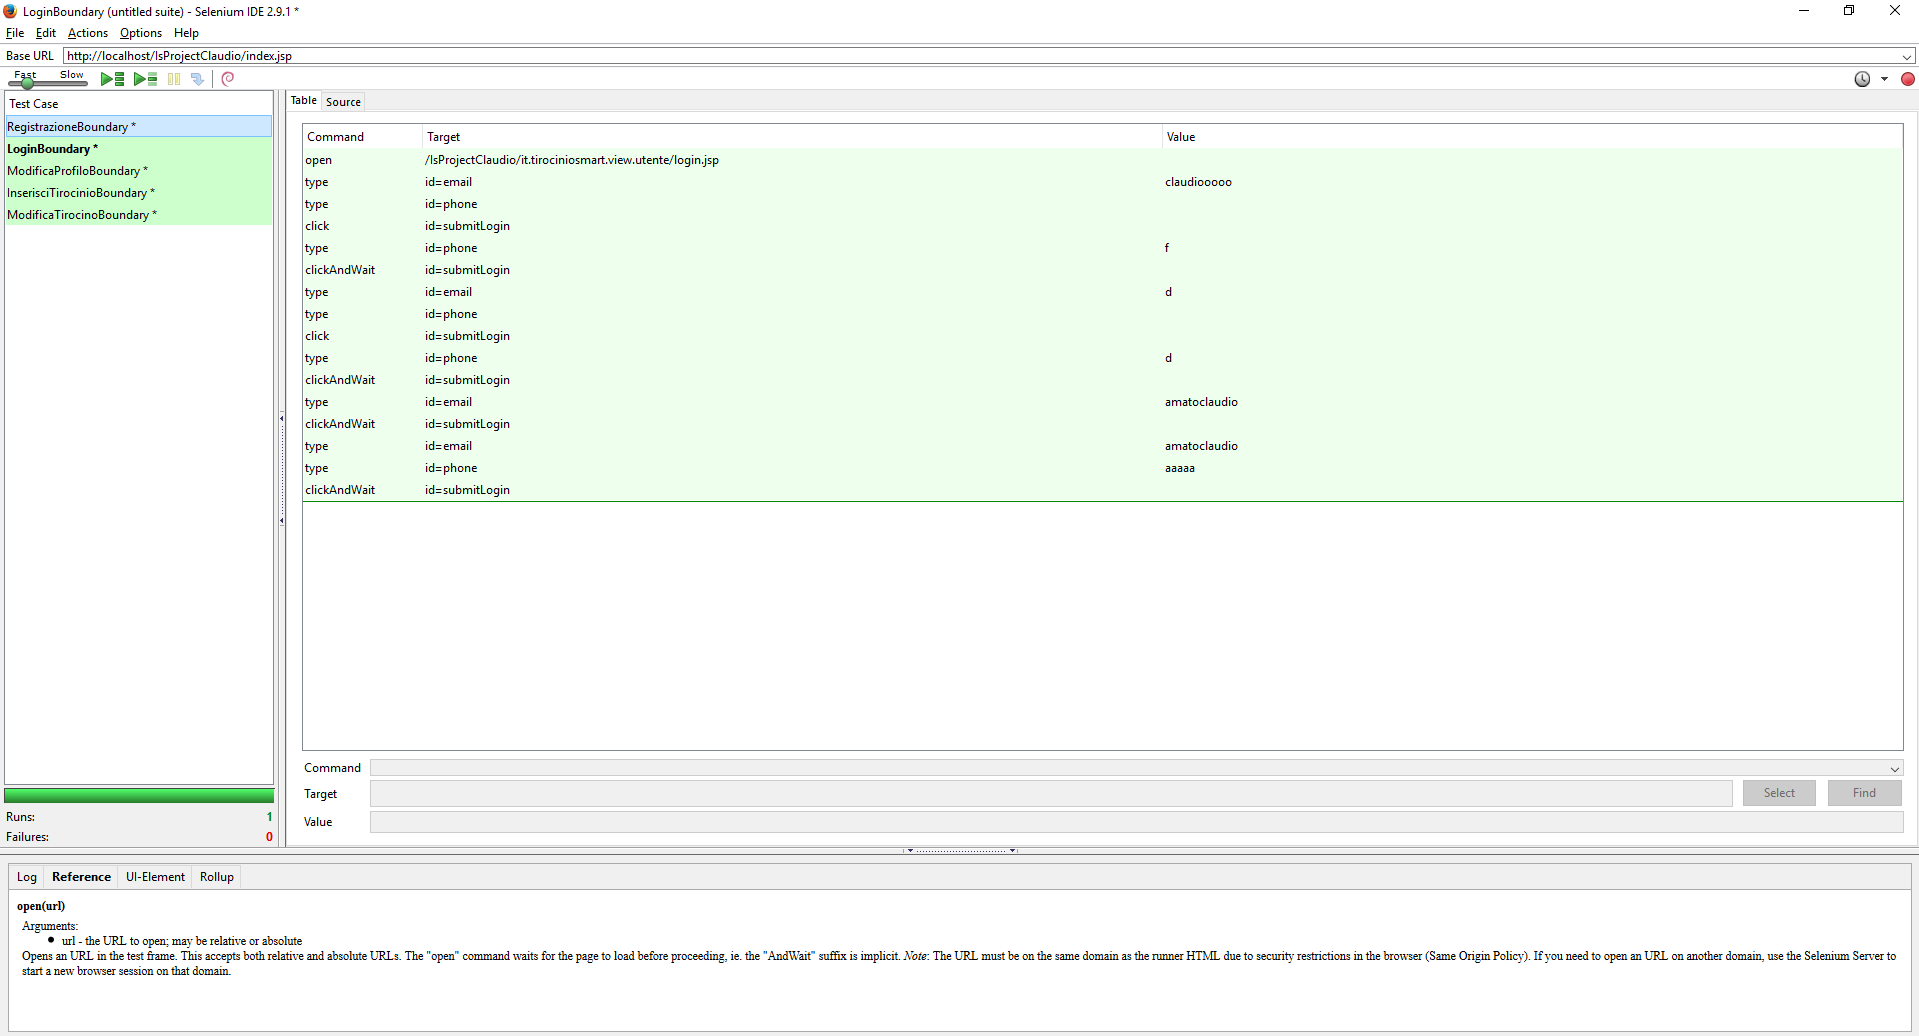 LoginBoundary (untitled suite) - Selenium IDE 2.9.1 *
File Edit Actions Options Help
Base URL http://localhost/IsProjectClaudio/index.jsp
Fast Slow
Test Case
RegistrazioneBoundary *
LoginBoundary *
ModificaProfiloBoundary *
InserisciTirocinioBoundary *
ModificaTirocinoBoundary *
Runs: 1
Failures: 0
Table Source
Command Target Value
open /IsProjectClaudio/it.tirociniosmart.view.utente/login.jsp
type id=email claudiooooo
type id=phone
click id=submitLogin
type id=phone f
clickAndWait id=submitLogin
type id=email d
type id=phone
click id=submitLogin
type id=phone d
clickAndWait id=submitLogin
type id=email amatoclaudio
clickAndWait id=submitLogin
type id=email amatoclaudio
type id=phone aaaaa
clickAndWait id=submitLogin
Command
Target Select Find
Value
Log Reference UI-Element Rollup
open(url)
Arguments:
• url - the URL to open; may be relative or absolute
Opens an URL in the test frame. This accepts both relative and absolute URLs. The "open" command waits for the page to load before proceeding, ie. the "AndWait" suffix is implicit. Note: The URL must be on the same domain as the runner HTML due to security restrictions in the browser (Same Origin Policy). If you need to open an URL on another domain, use the Selenium Server to
start a new browser session on that domain.